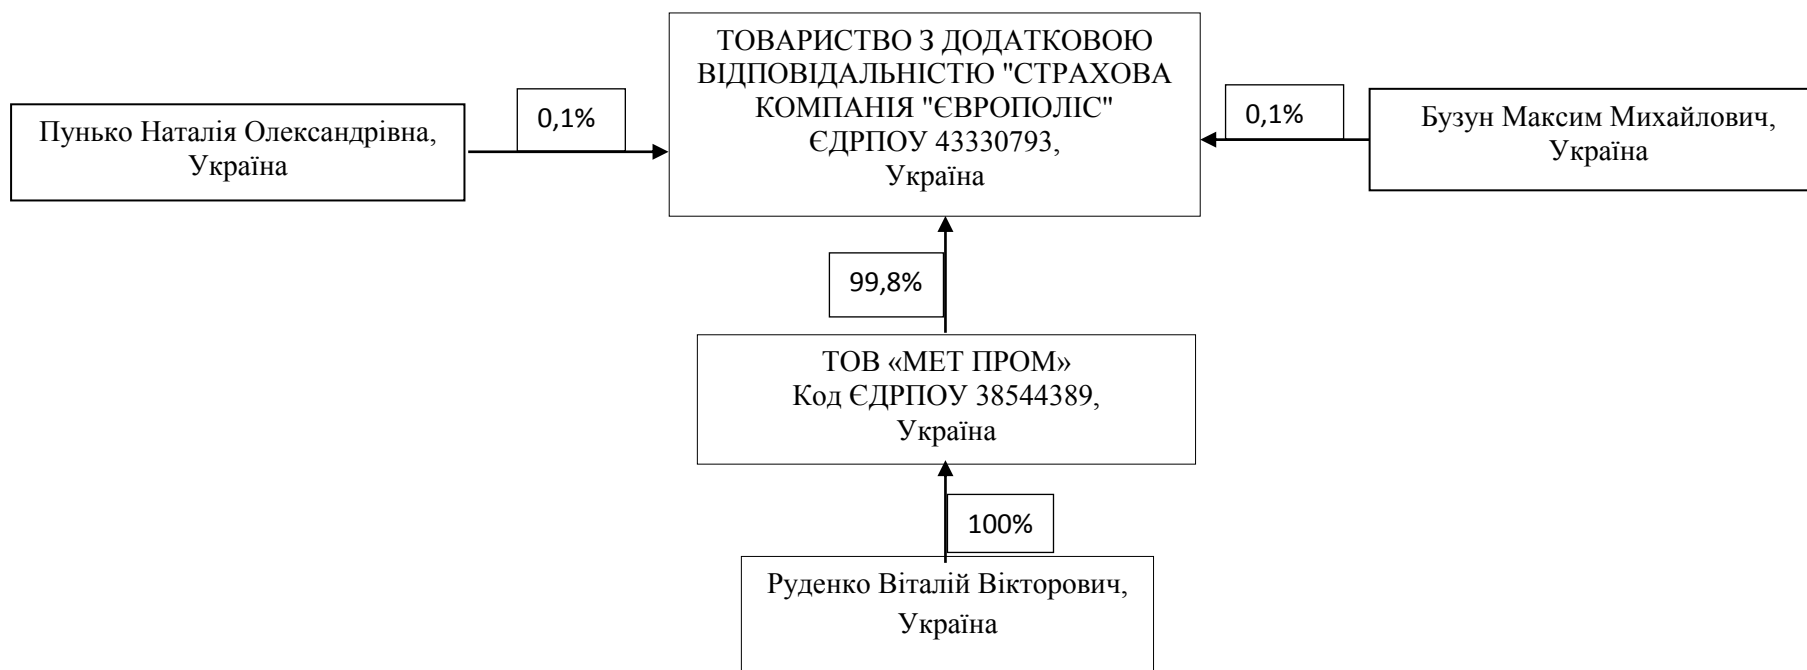 ТОВАРИСТВО З ДОДАТКОВОЮ
ВІДПОВІДАЛЬНІСТЮ "СТРАХОВА
КОМПАНІЯ "ЄВРОПОЛІС"
ЄДРПОУ 43330793,
Україна
Пунько Наталія Олександрівна,
Україна
0,1%
0,1%
Бузун Максим Михайлович,
Україна
99,8%
ТОВ «МЕТ ПРОМ»
Код ЄДРПОУ 38544389,
Україна
100%
Руденко Віталій Вікторович,
Україна